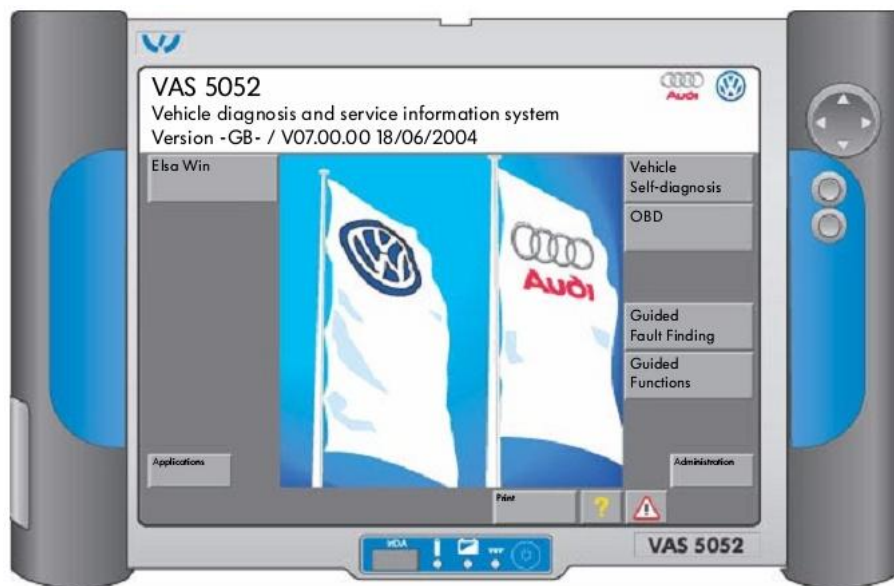 VAS 5052
Audi
Vehicle diagnosis and service information system
Version -GB- / V07.00.00 18/06/2004
Elsa Win
Vehicle
Self-diagnosis
OBD
Audi
Guided
Fault Finding
Guided
Functions
Applications
Administration
Print
?
VAS 5052